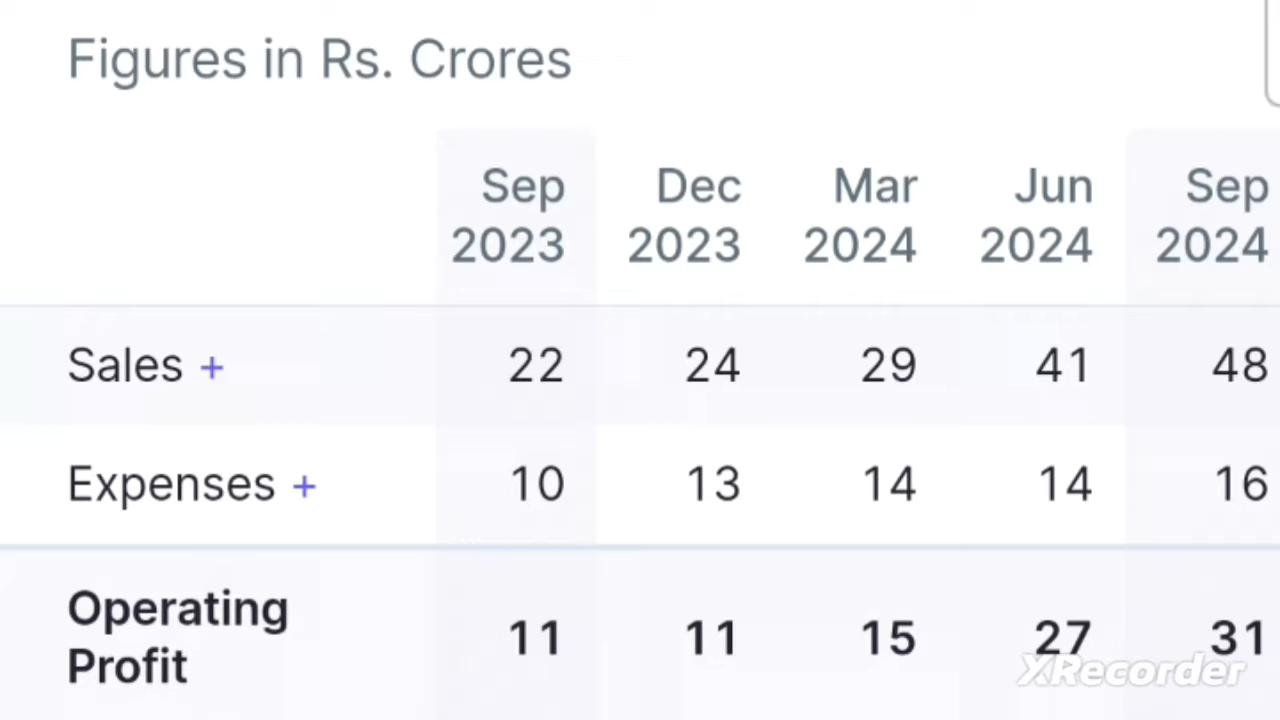 Figures in Rs. Crores
Sep Dec Mar Jun Sep
2023 2023 2024 2024 2024
Sales + 22 24 29 41 48
Expenses + 10 13 14 14 16
Operating
Profit 11 11 15 27 31
XRecorder